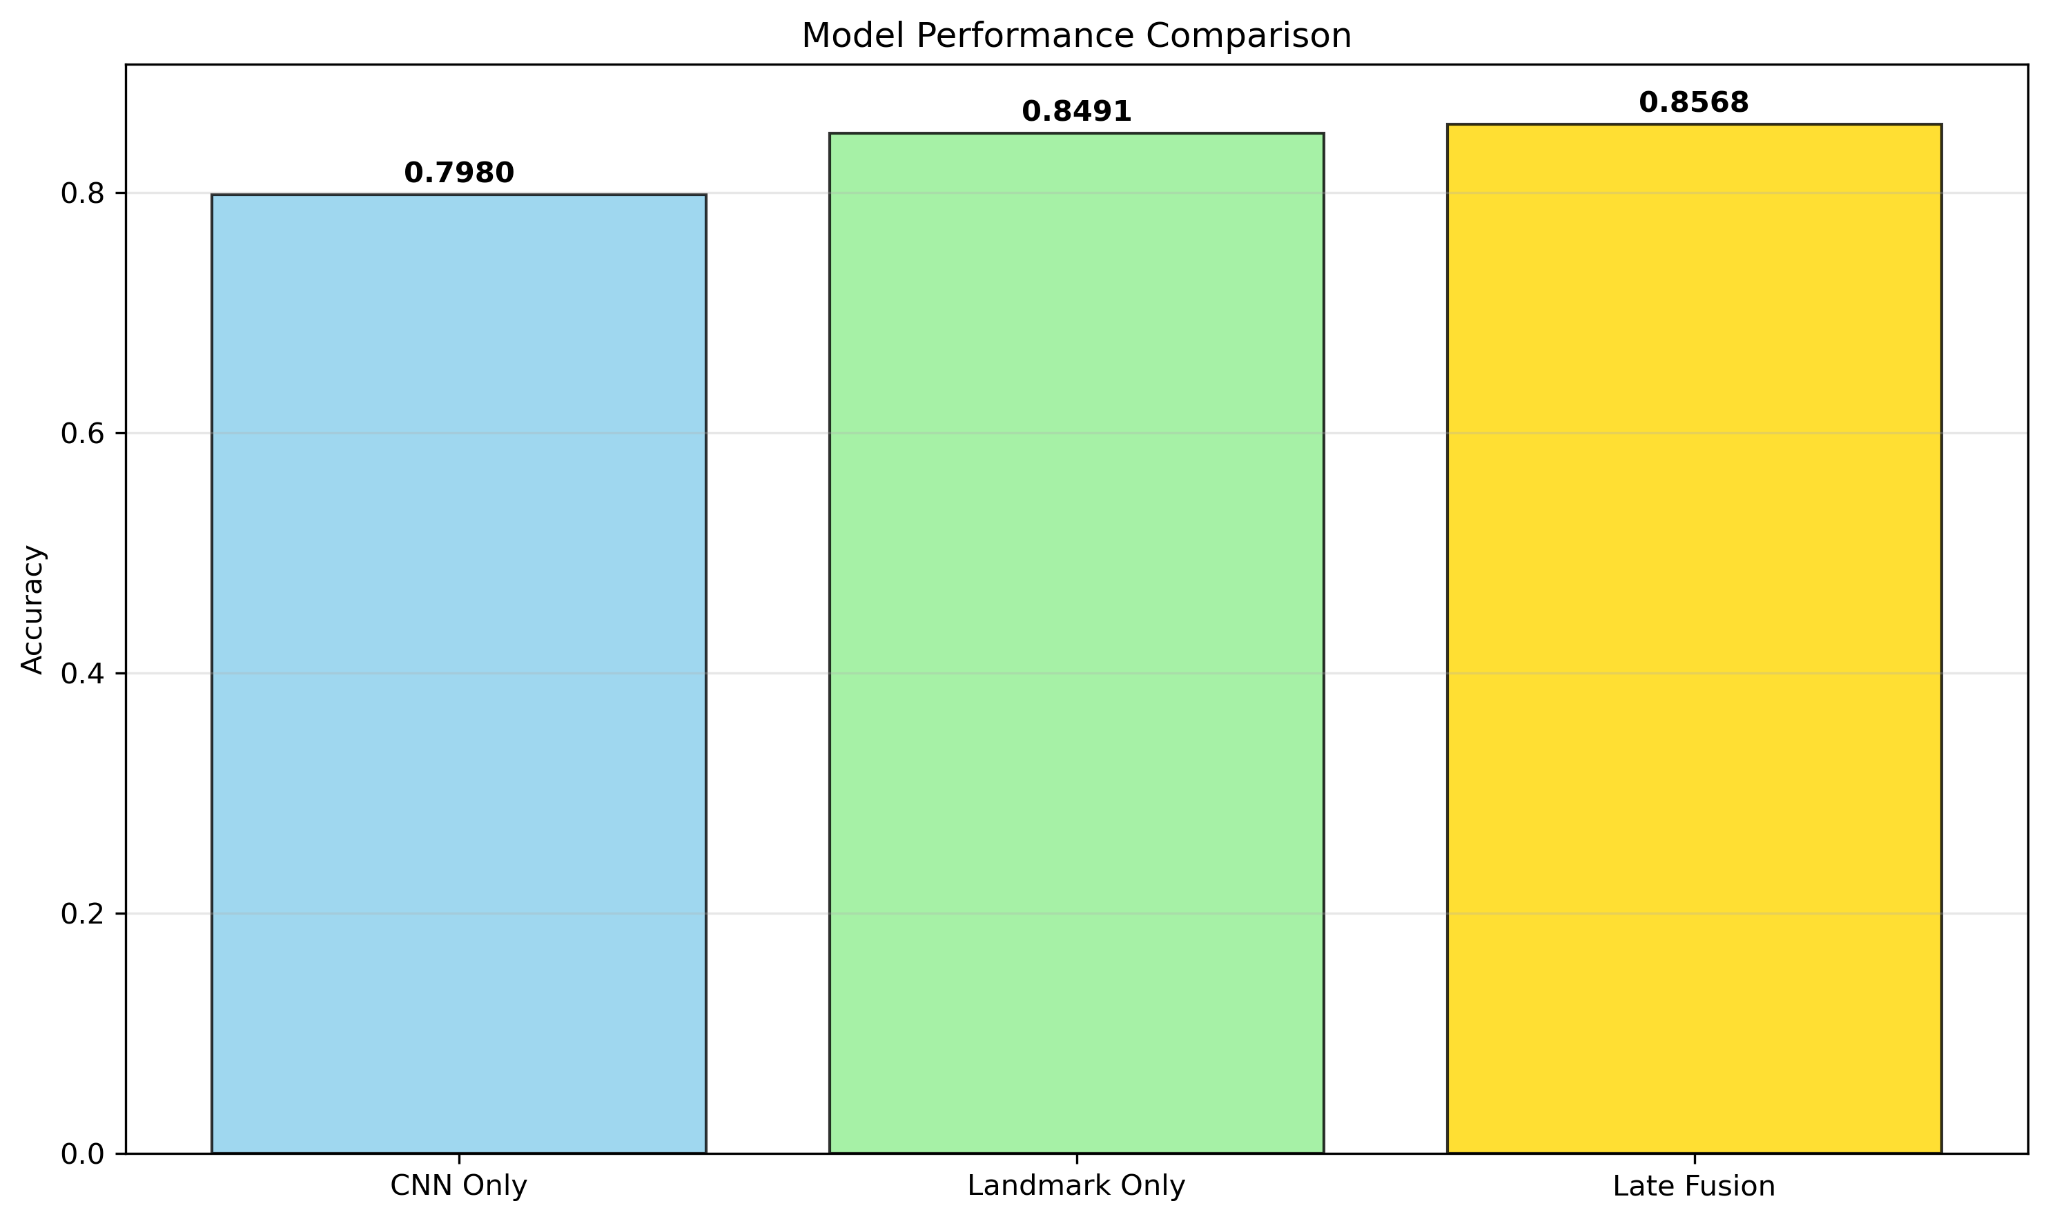 Model Performance Comparison
0.7980
0.8491
0.8568
Accuracy
0.8
0.6
0.4
0.2
0.0
CNN Only
Landmark Only
Late Fusion